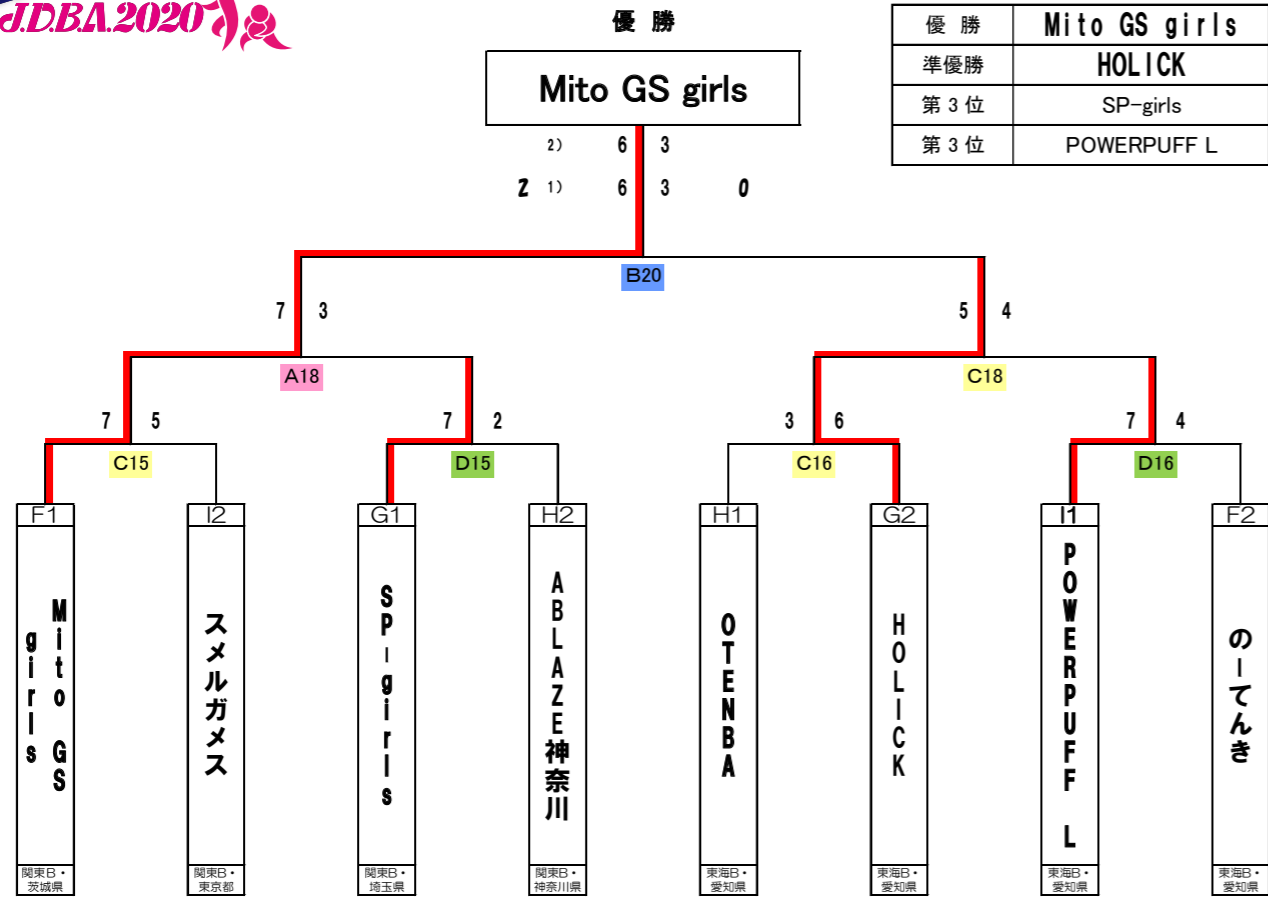 J.D.B.A.2020
優 勝
Mito GS girls
優 勝 Mito GS girls
準優勝 HOLICK
第 3 位 SP-girls
第 3 位 POWERPUFF L
2) 6 3
2 1) 6 3 0
B20
7 3
5 4
A18
C18
7 5
7 2
3 6
7 4
C15
D15
C16
D16
F1
I2
G1
H2
H1
G2
I1
F2
Mito GS
girls
スメルガメス
SP-girls
ABLAZE神奈川
OTENBA
HOLICK
POWERPUFF L
のーてんき
関東B・
茨城県
関東B・
東京都
関東B・
埼玉県
関東B・
神奈川県
東海B・
愛知県
東海B・
愛知県
東海B・
愛知県
東海B・
愛知県